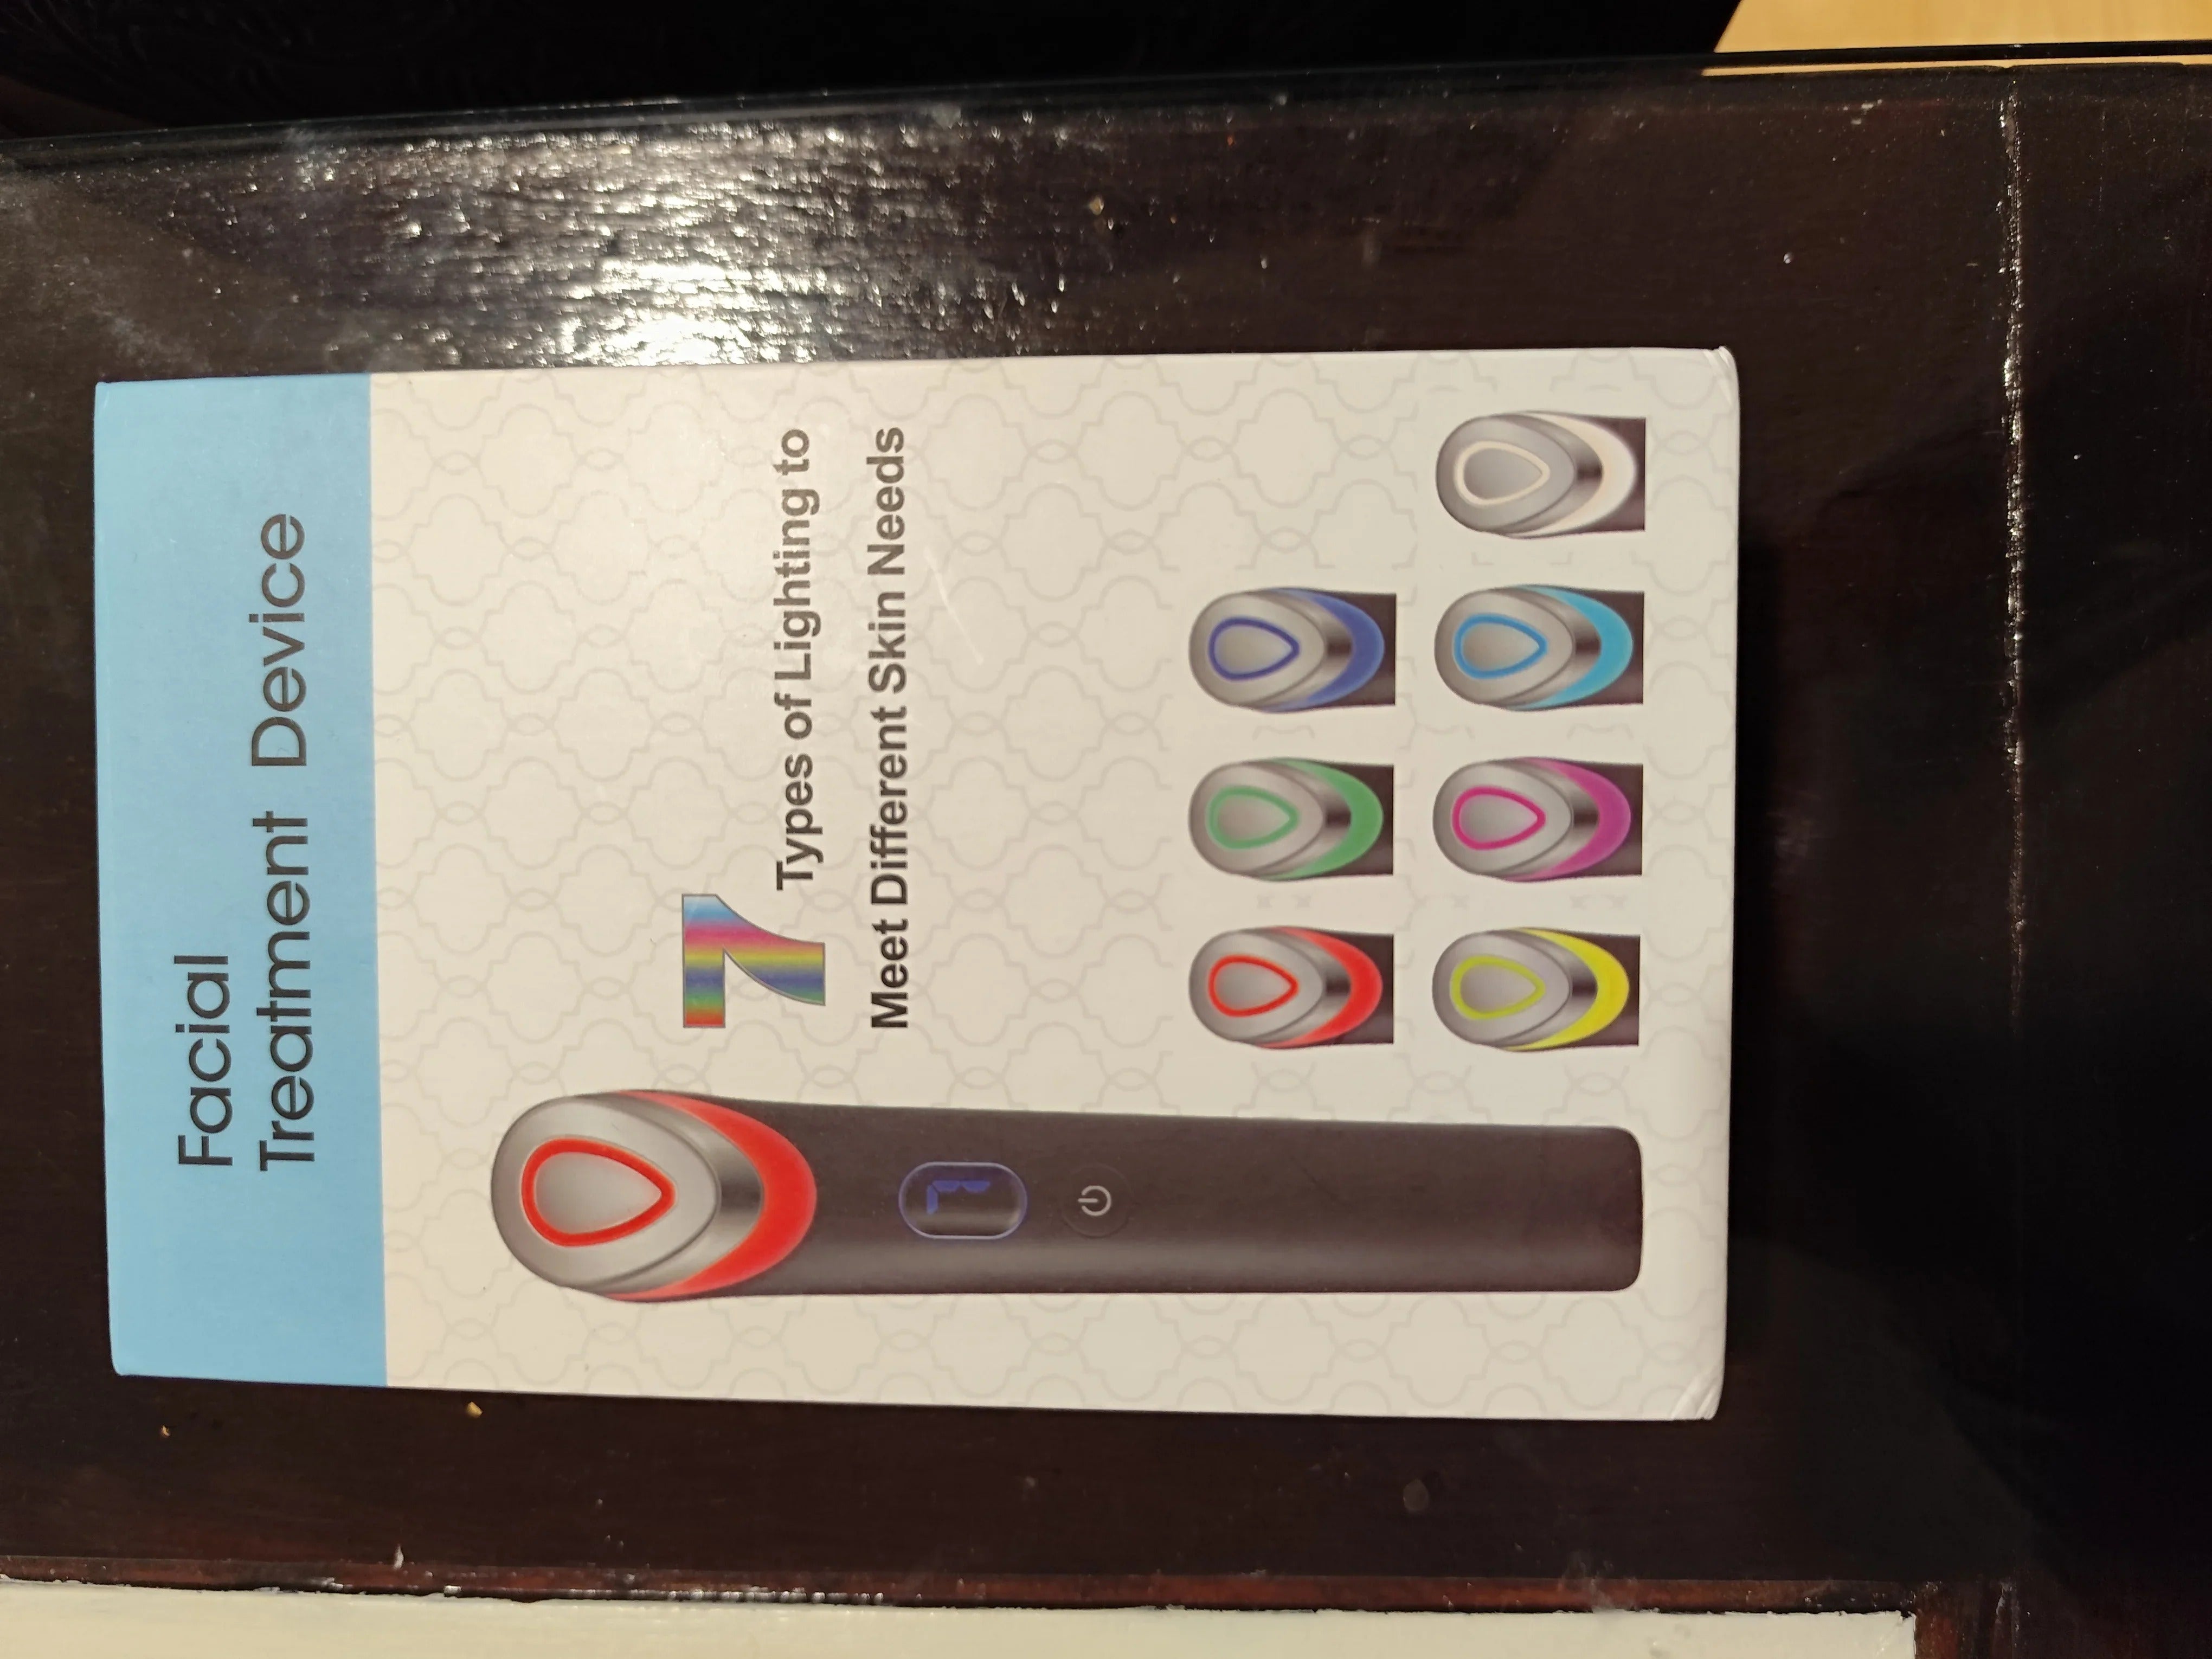 Facial
Treatment Device
7 Types of Lighting to
Meet Different Skin Needs